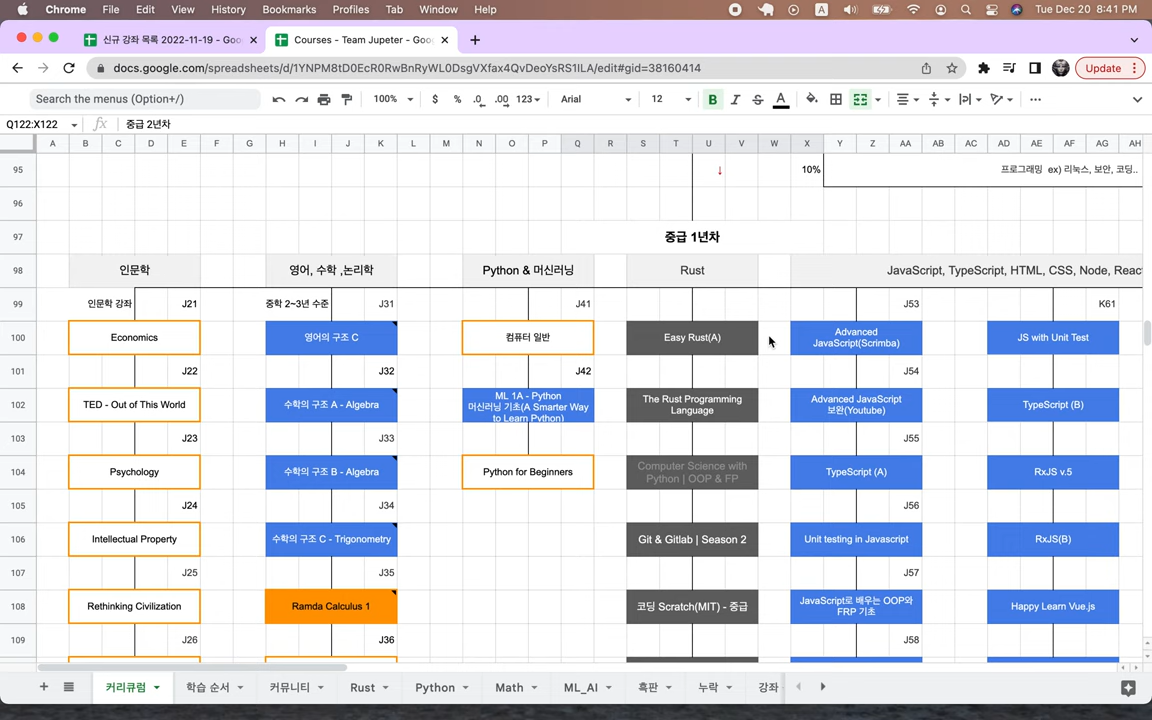 Chrome File Edit View History Bookmarks Profiles Tab Window Help A Tue Dec 20 8:41 PM
신규 강좌 목록 2022-11-19 - Goo Courses - Team Jupeter - Goo
docs.google.com/spreadsheets/d/1YNPM8tD0EcR0RwBnRyWL0DsgVXfax4QvDeoYsRS1ILA/edit#gid=38160414 Update
Search the menus (Option+/) 100% $ % .0 .00 123 Arial 12 B I S A
Q122:X122 fx 중급 2년차
A B C D E F G H I J K L M N O P Q R S T U V W X Y Z AA AB AC AD AE AF AG AH
95 ↓ 10% 프로그래밍 ex) 리눅스, 보안, 코딩..
96
97 중급 1년차
98 인문학 영어, 수학 ,논리학 Python & 머신러닝 Rust JavaScript, TypeScript, HTML, CSS, Node, React
99 인문학 강좌 J21 중학 2~3년 수준 J31 J41 J53 K61
100 Economics 영어의 구조 C 컴퓨터 일반 Easy Rust(A) Advanced JavaScript(Scrimba) JS with Unit Test
101 J22 J32 J42 J54
102 TED - Out of This World 수학의 구조 A - Algebra ML 1A - Python 머신러닝 기초(A Smarter Way to Learn Python) The Rust Programming Language Advanced JavaScript 보완(Youtube) TypeScript (B)
103 J23 J33 J55
104 Psychology 수학의 구조 B - Algebra Python for Beginners Computer Science with Python | OOP & FP TypeScript (A) RxJS v.5
105 J24 J34 J56
106 Intellectual Property 수학의 구조 C - Trigonometry Git & Gitlab | Season 2 Unit testing in Javascript RxJS(B)
107 J25 J35 J57
108 Rethinking Civilization Ramda Calculus 1 코딩 Scratch(MIT) - 중급 JavaScript로 배우는 OOP와 FRP 기초 Happy Learn Vue.js
109 J26 J36 J58
커리큐럼 학습 순서 커뮤니티 Rust Python Math ML_AI 흑판 누락 강좌